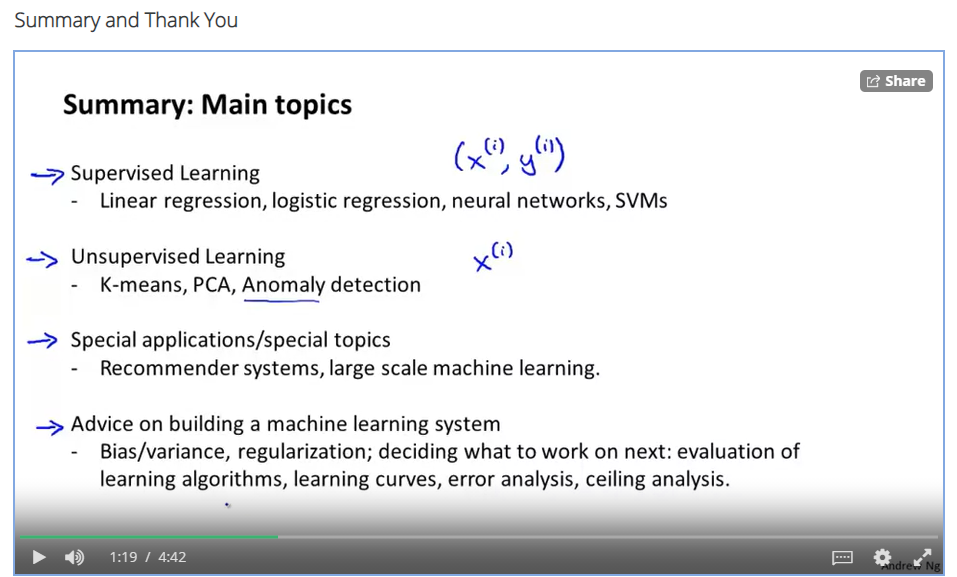 Summary and Thank You
Share
Summary: Main topics
(x⁽ⁱ⁾, y⁽ⁱ⁾)
Supervised Learning
- Linear regression, logistic regression, neural networks, SVMs
Unsupervised Learning
x⁽ⁱ⁾
- K-means, PCA, Anomaly detection
Special applications/special topics
- Recommender systems, large scale machine learning.
Advice on building a machine learning system
- Bias/variance, regularization; deciding what to work on next: evaluation of
learning algorithms, learning curves, error analysis, ceiling analysis.
1:19 / 4:42
Andrew Ng